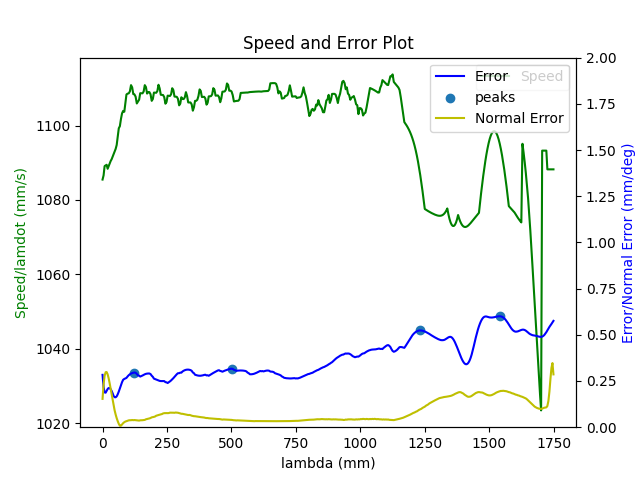 Speed and Error Plot
Error
Speed
peaks
Normal Error
Speed/lamdot (mm/s)
1100
1080
1060
1040
1020
2.00
1.75
1.50
1.25
1.00
0.75
0.50
0.25
0.00
Error/Normal Error (mm/deg)
0 250 500 750 1000 1250 1500 1750
lambda (mm)